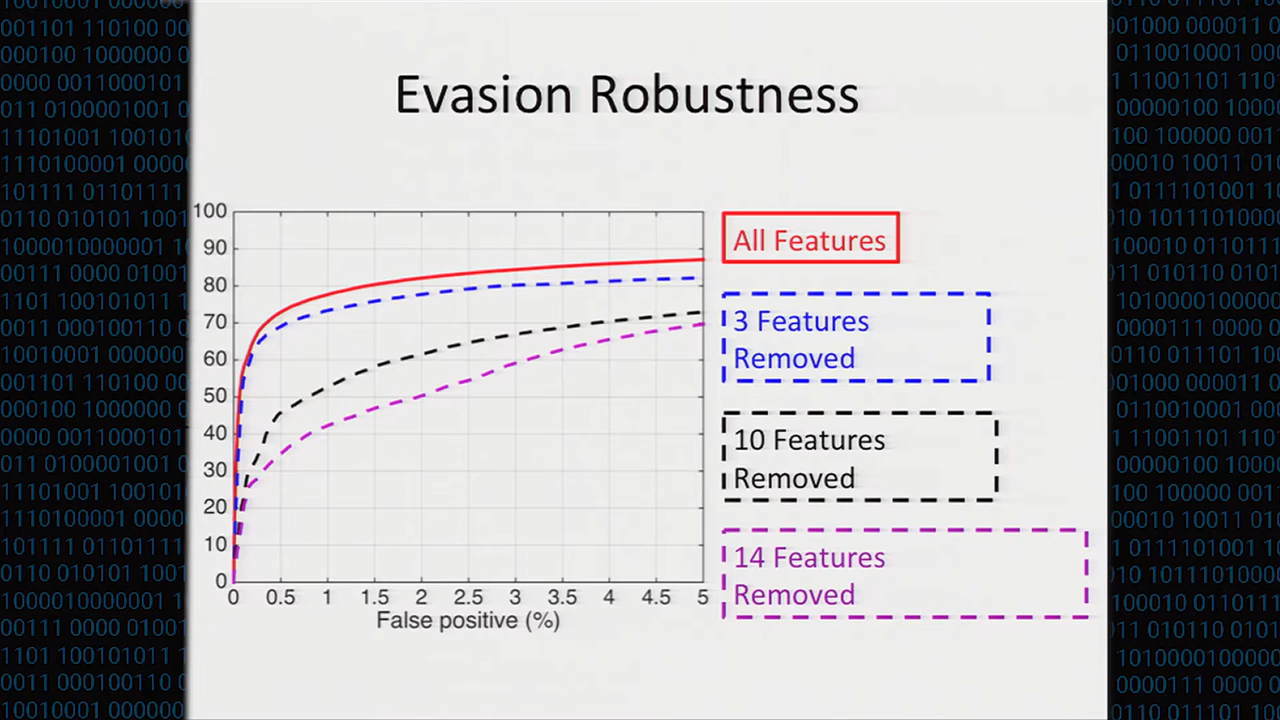 Evasion Robustness
100
90
80
70
60
50
40
30
20
10
0
0 0.5 1 1.5 2 2.5 3 3.5 4 4.5 5
False positive (%)
All Features
3 Features
Removed
10 Features
Removed
14 Features
Removed